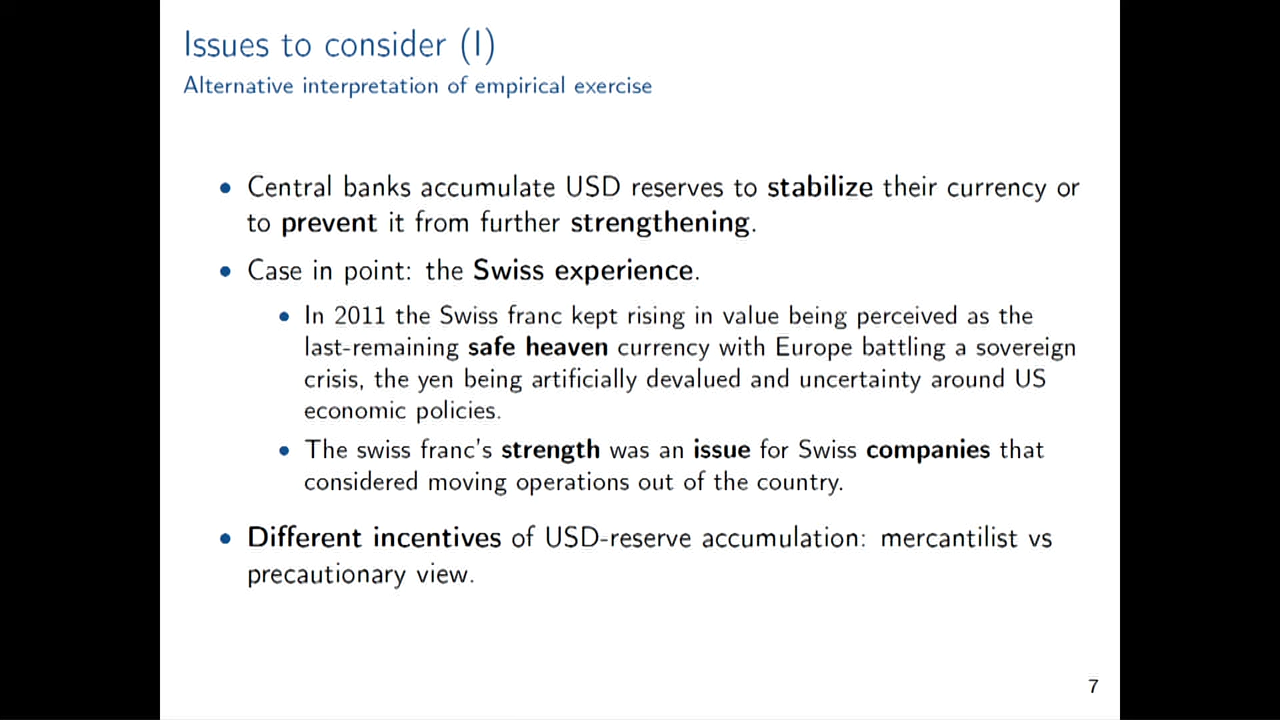 Issues to consider (I)
Alternative interpretation of empirical exercise
• Central banks accumulate USD reserves to stabilize their currency or
to prevent it from further strengthening.
• Case in point: the Swiss experience.
• In 2011 the Swiss franc kept rising in value being perceived as the
last-remaining safe heaven currency with Europe battling a sovereign
crisis, the yen being artificially devalued and uncertainty around US
economic policies.
• The swiss franc's strength was an issue for Swiss companies that
considered moving operations out of the country.
• Different incentives of USD-reserve accumulation: mercantilist vs
precautionary view.
7